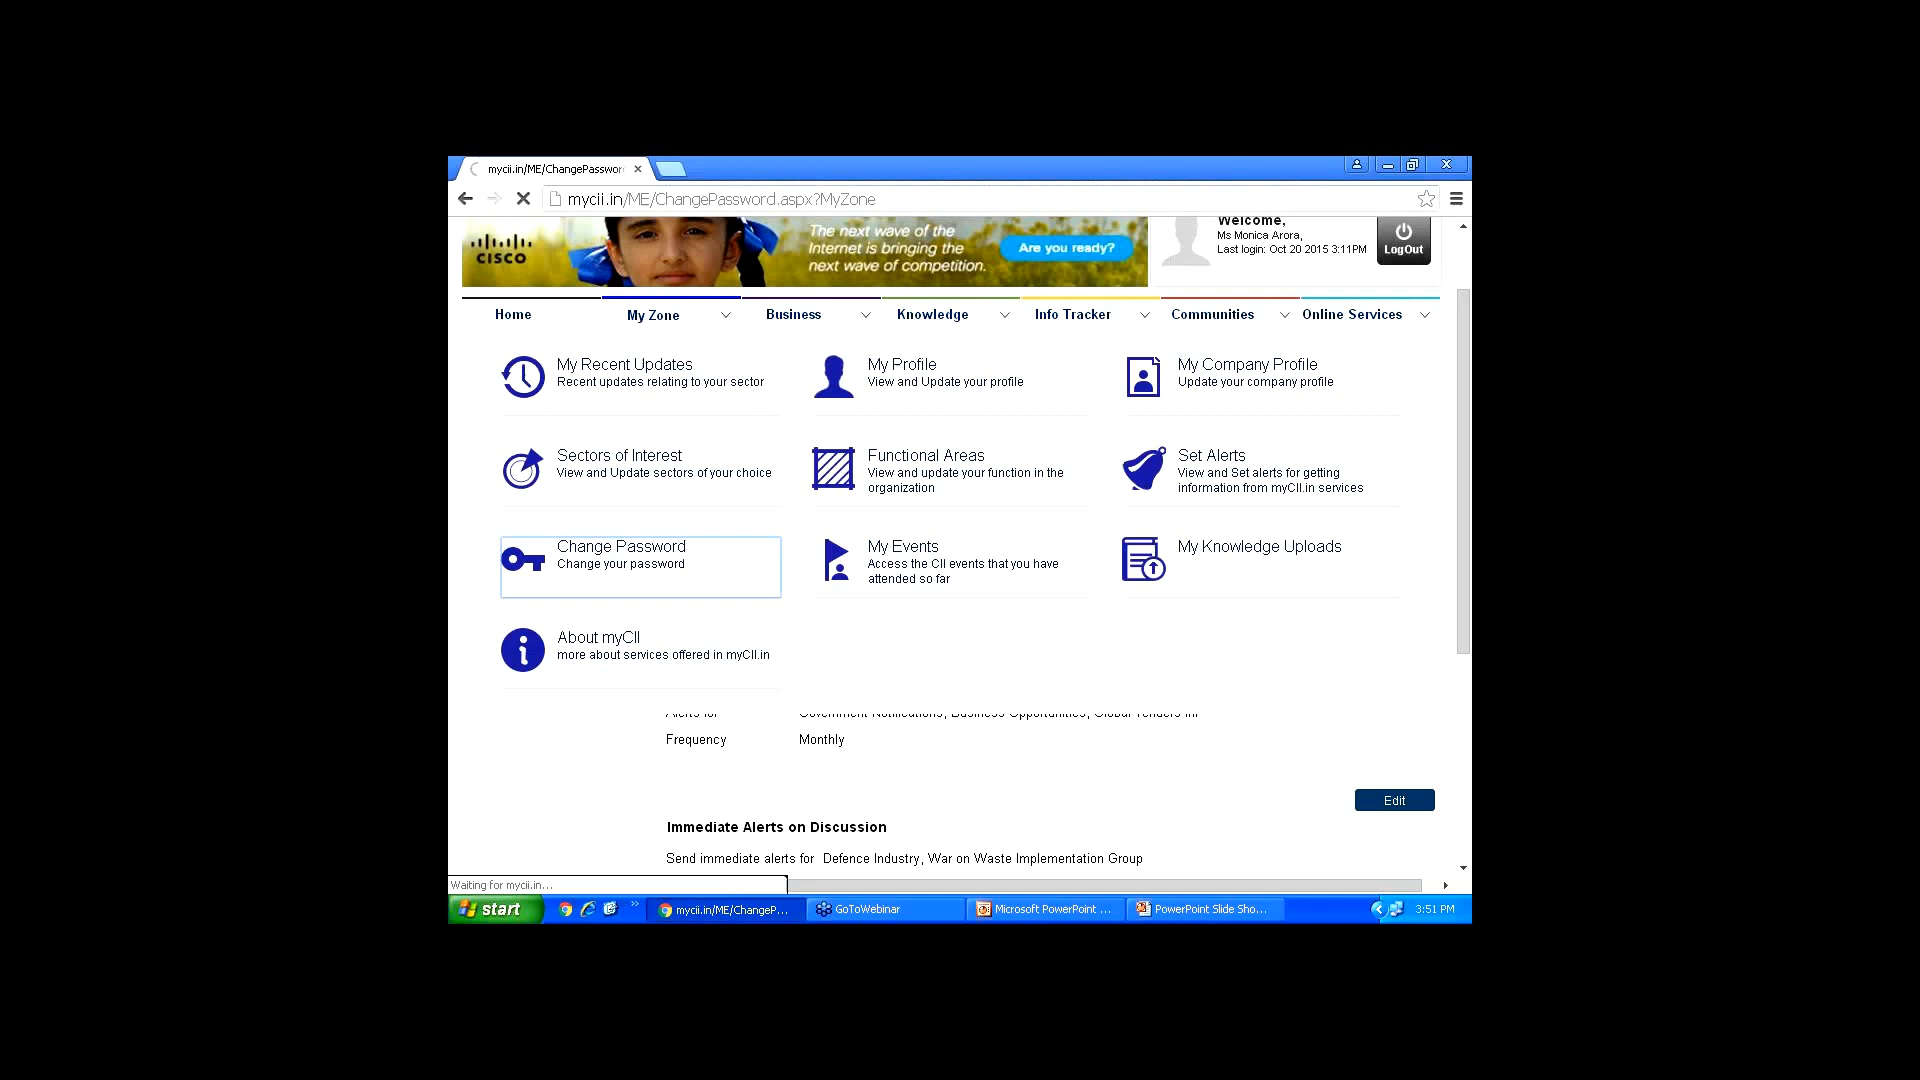 mycii.in/ME/ChangePasswor
mycii.in/ME/ChangePassword.aspx?MyZone
CISCO
The next wave of the
Internet is bringing the
next wave of competition.
Are you ready?
Welcome,
Ms Monica Arora,
Last login: Oct 20 2015 3:11PM
LogOut
Home
My Zone
Business
Knowledge
Info Tracker
Communities
Online Services
My Recent Updates
Recent updates relating to your sector
My Profile
View and Update your profile
My Company Profile
Update your company profile
Sectors of Interest
View and Update sectors of your choice
Functional Areas
View and update your function in the
organization
Set Alerts
View and Set alerts for getting
information from myCII.in services
Change Password
Change your password
My Events
Access the CII events that you have
attended so far
My Knowledge Uploads
About myCII
more about services offered in myCII.in
Alerts for Government Notifications, Business Opportunities, Global Tenders
Frequency Monthly
Edit
Immediate Alerts on Discussion
Send immediate alerts for Defence Industry, War on Waste Implementation Group
Waiting for mycii.in...
start
mycii.in/ME/ChangeP...
GoToWebinar
Microsoft PowerPoint ...
PowerPoint Slide Sho...
3:51 PM